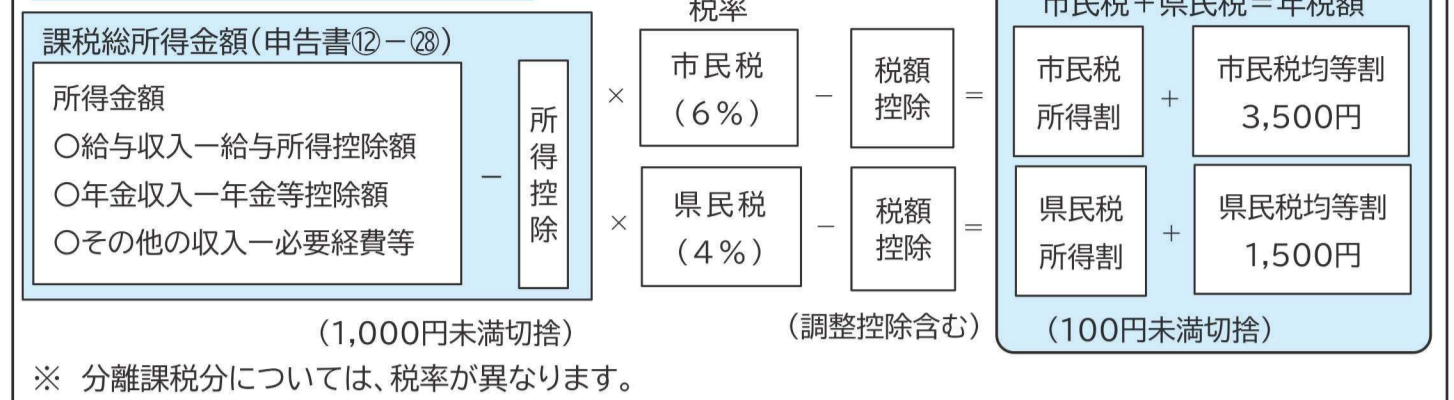 税率
市民税+県民税=年税額
課税総所得金額(申告書⑫-㉘)
所得金額
○給与収入ー給与所得控除額
○年金収入ー年金等控除額
○その他の収入ー必要経費等
－
所得控除
×
市民税
(6%)
－
税額
控除
=
市民税
所得割
+
市民税均等割
3,500円
×
県民税
(4%)
－
税額
控除
=
県民税
所得割
+
県民税均等割
1,500円
(1,000円未満切捨)
(調整控除含む)
(100円未満切捨)
※ 分離課税分については、税率が異なります。